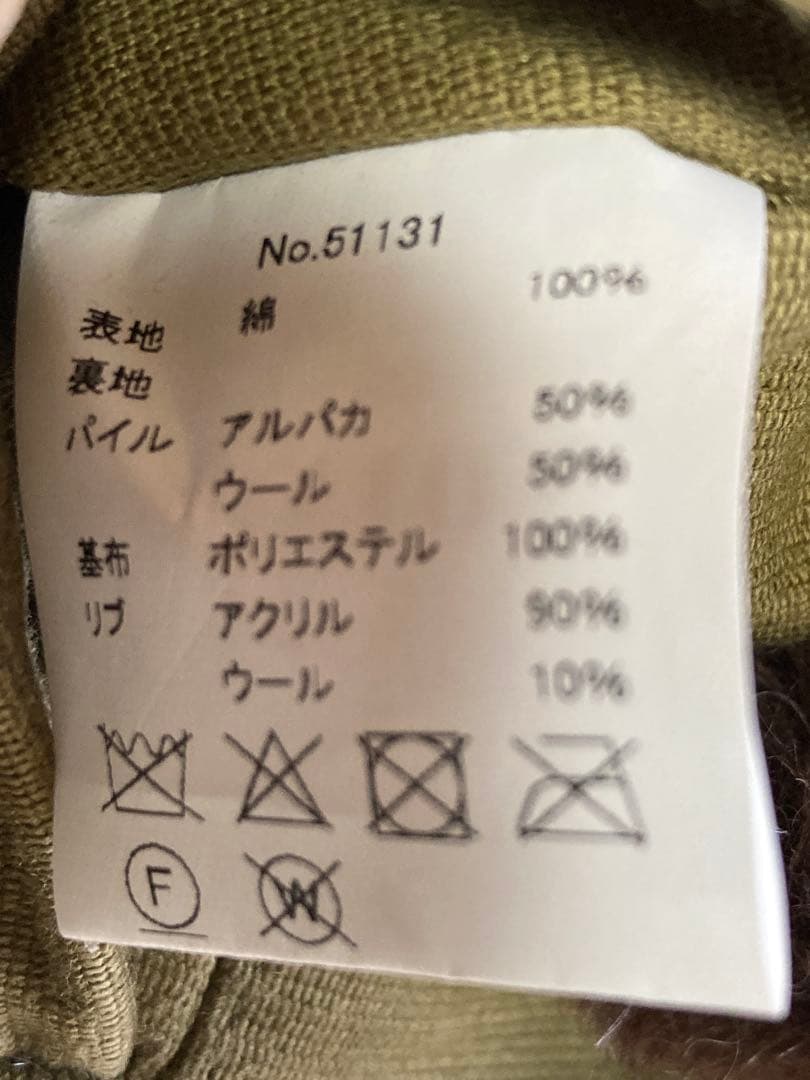 No.51131
表地 綿 100%
裏地
パイル アルパカ 50%
ウール 50%
基布 ポリエステル 100%
リブ アクリル 90%
ウール 10%
F W